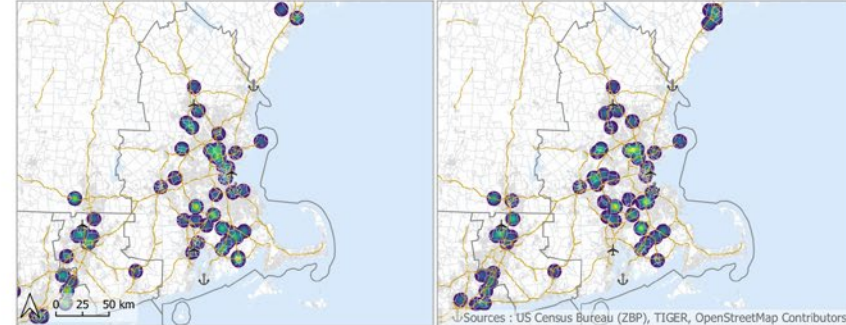 0 25 50 km
Sources : US Census Bureau (ZBP), TIGER, OpenStreetMap Contributors